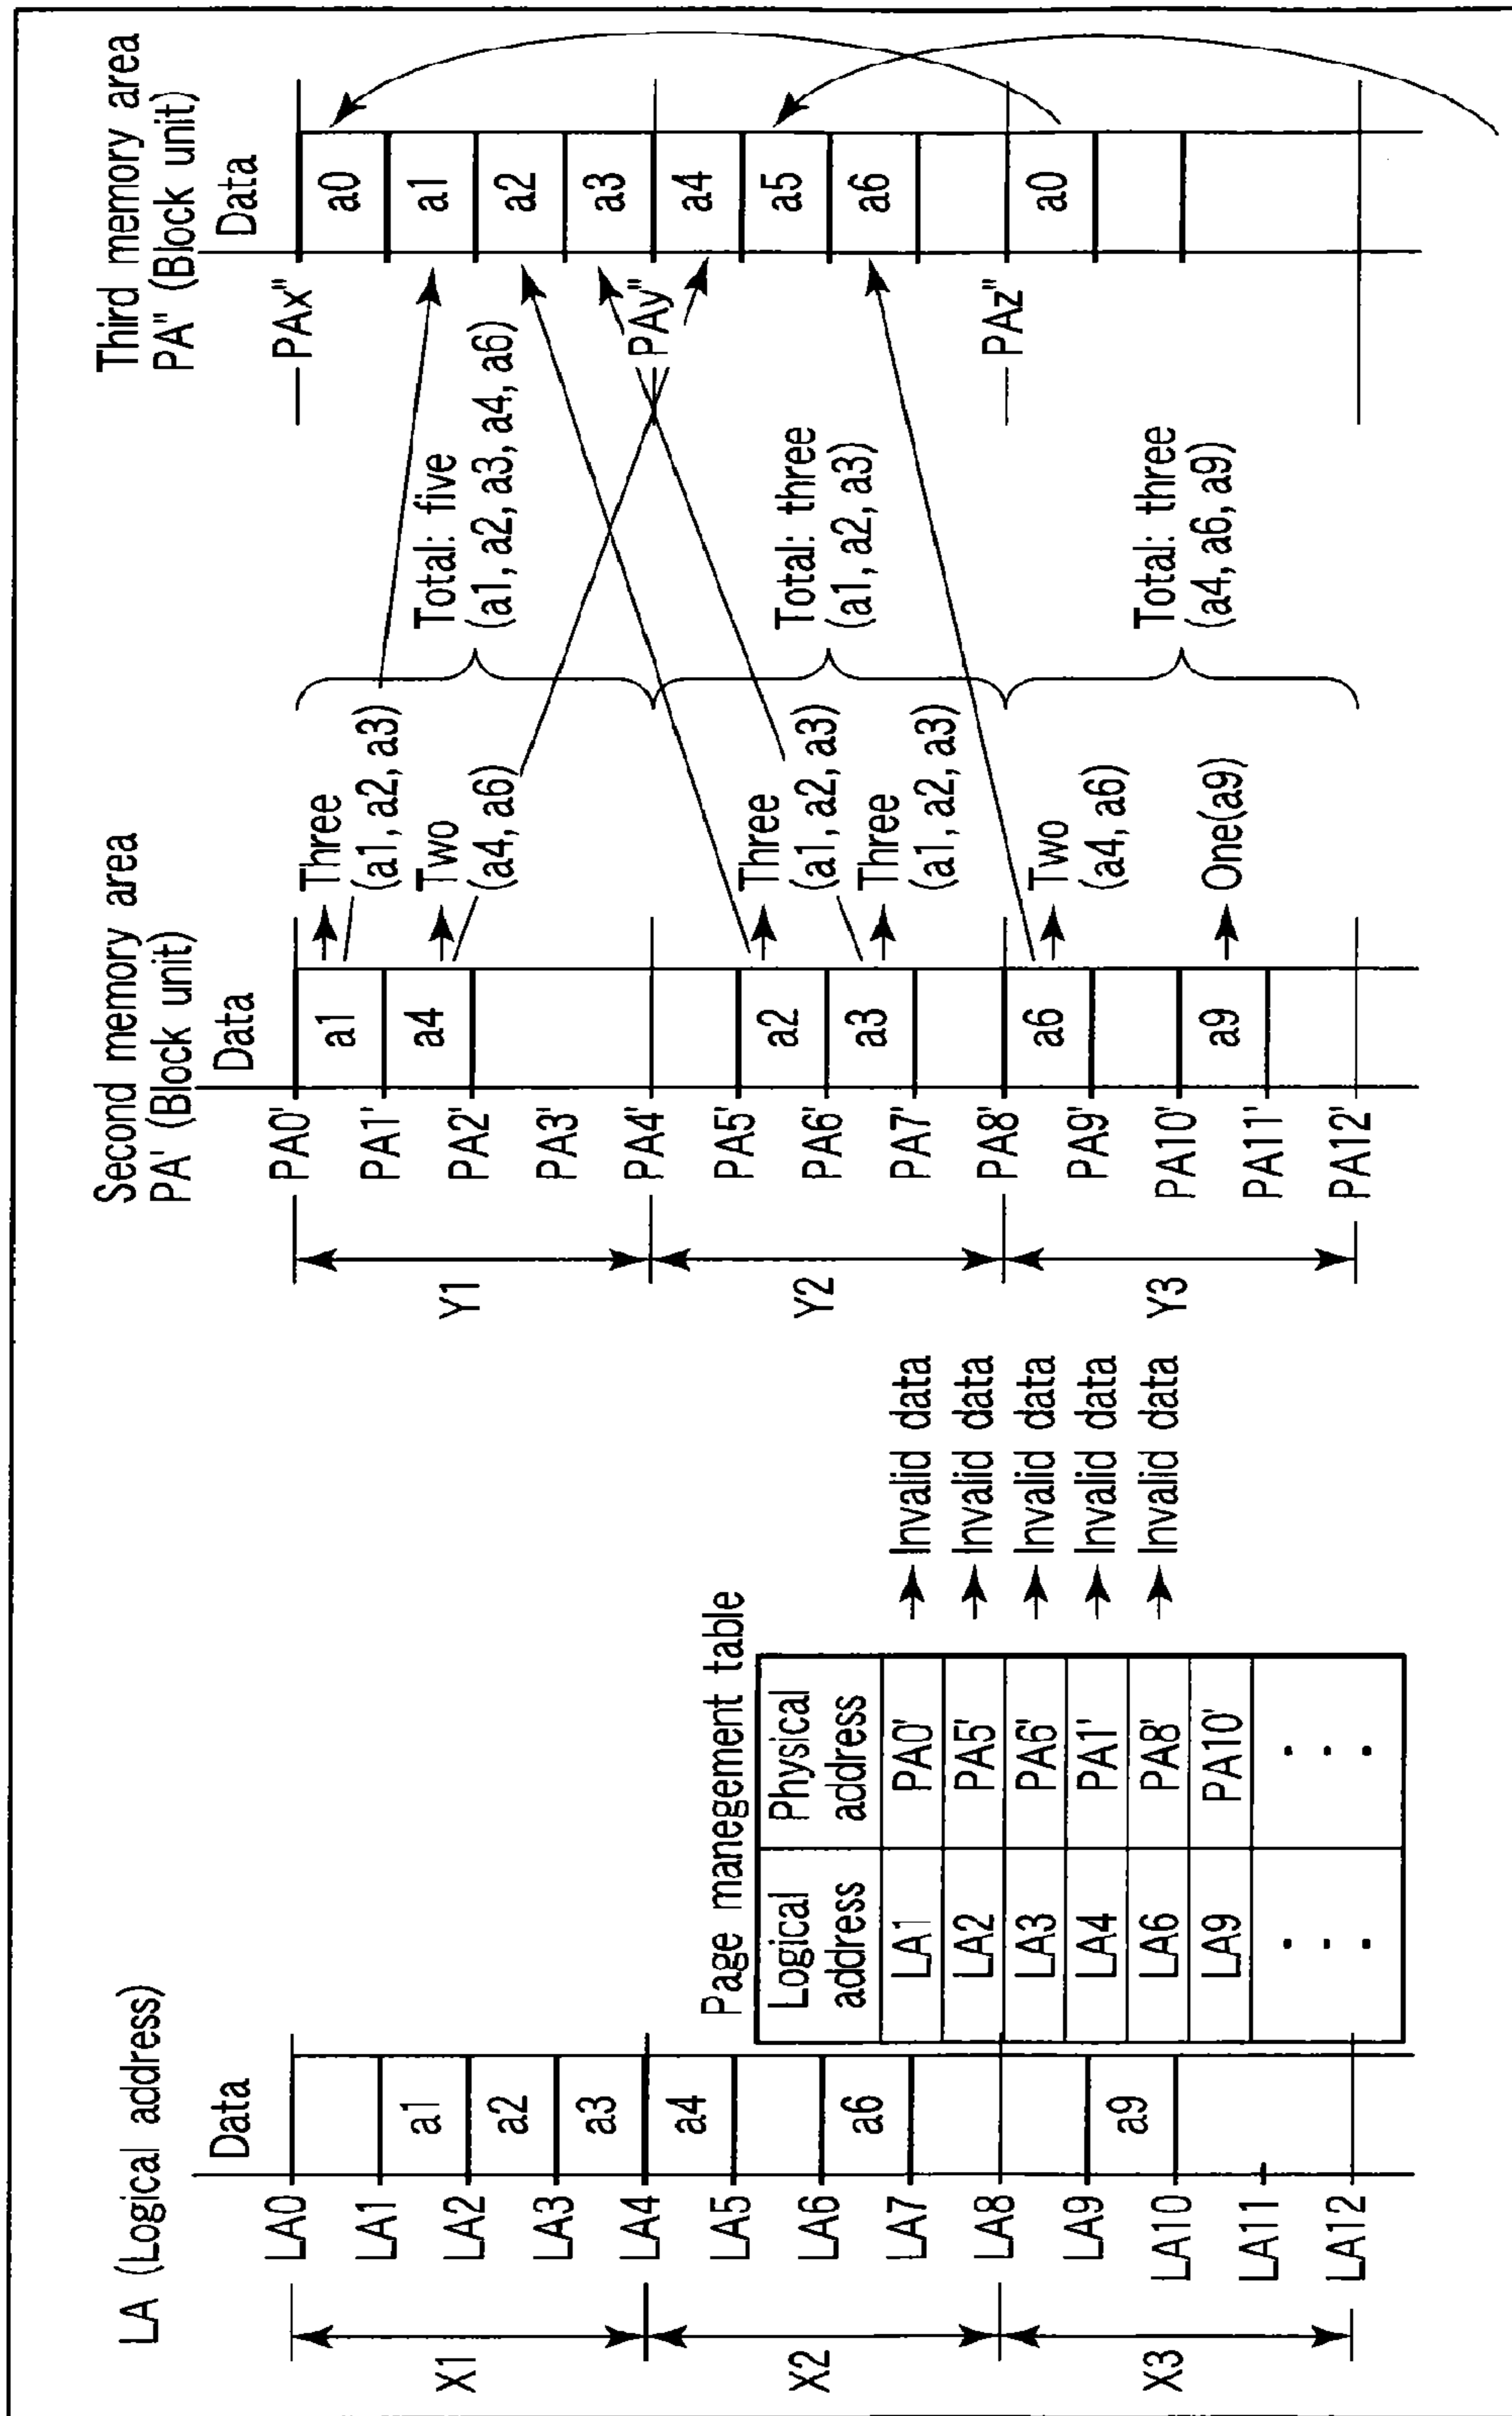 LA (Logical address)
Data
LA0
LA1
LA2
LA3
LA4
LA5
LA6
LA7
LA8
LA9
LA10
LA11
LA12
a1
a2
a3
a4
a6
a9
X1
X2
X3
Page manegement table
Logical address
Physical address
LA1 PA0' Invalid data
LA2 PA5' Invalid data
LA3 PA6' Invalid data
LA4 PA1' Invalid data
LA6 PA8' Invalid data
LA9 PA10'
Second memory area
PA' (Block unit)
Data
PA0'
PA1'
PA2'
PA3'
PA4'
PA5'
PA6'
PA7'
PA8'
PA9'
PA10'
PA11'
PA12'
Y1
Y2
Y3
a1
a4
a2
a3
a6
a9
Three
(a1, a2, a3)
Two
(a4, a6)
Three
(a1, a2, a3)
Three
(a1, a2, a3)
Two
(a4, a6)
One(a9)
Total: five
(a1, a2, a3, a4, a6)
Total: three
(a1, a2, a3)
Total: three
(a4, a6, a9)
Third memory area
PA" (Block unit)
Data
PAx"
PAy"
PAz"
a0
a1
a2
a3
a4
a5
a6
a0